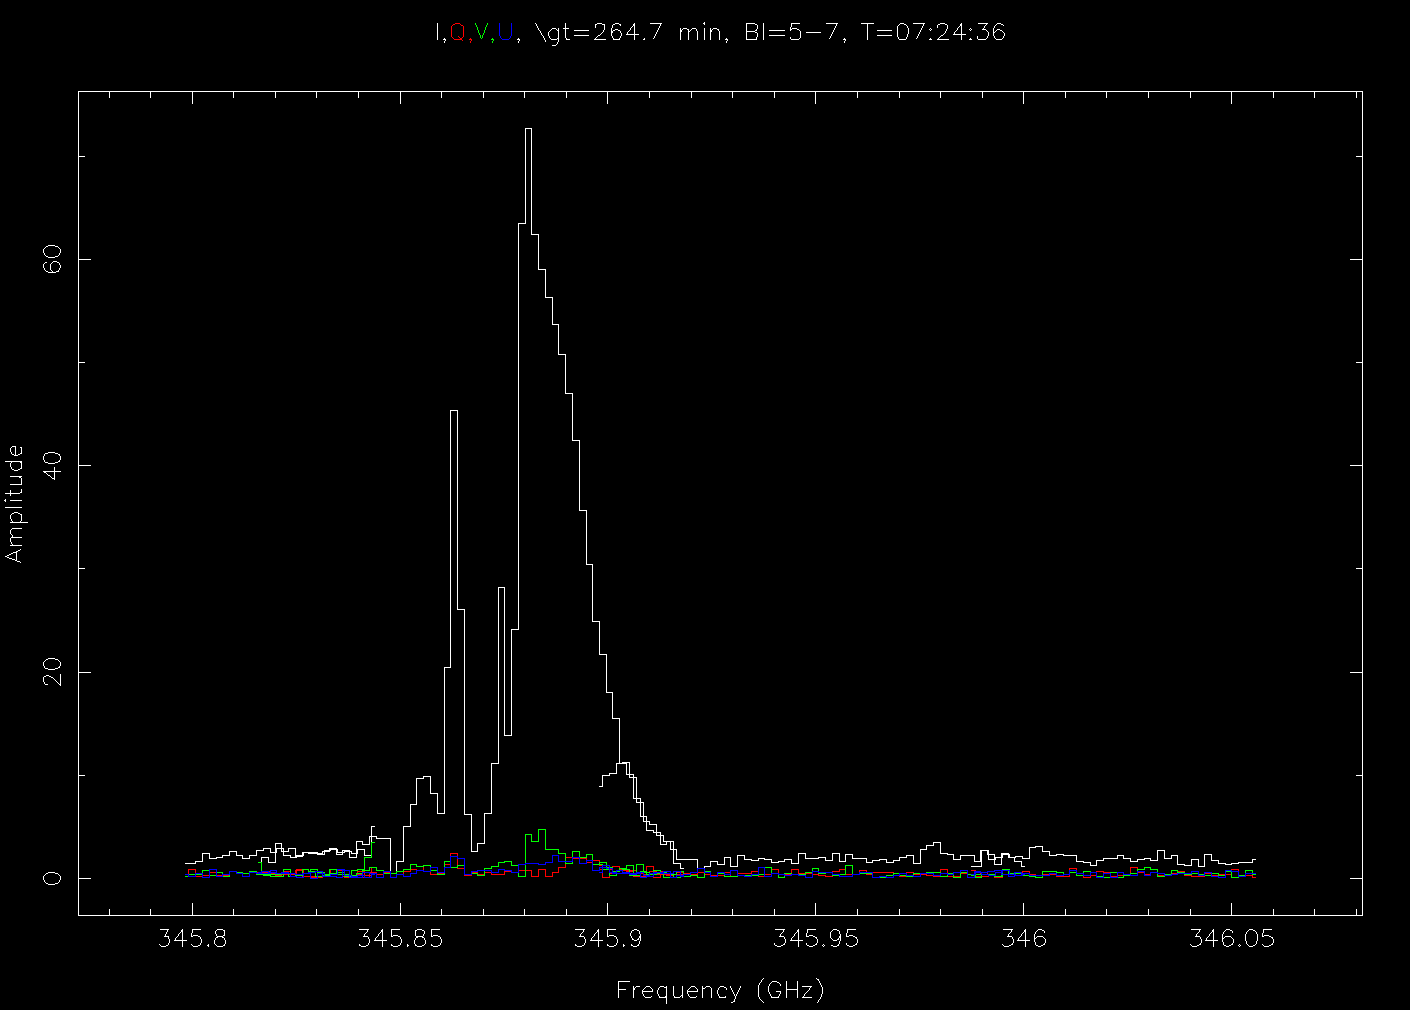 I,Q,V,U, \gt=264.7 min, Bl=5−7, T=07:24:36
60
40
20
0
Amplitude
345.8 345.85 345.9 345.95 346 346.05
Frequency (GHz)